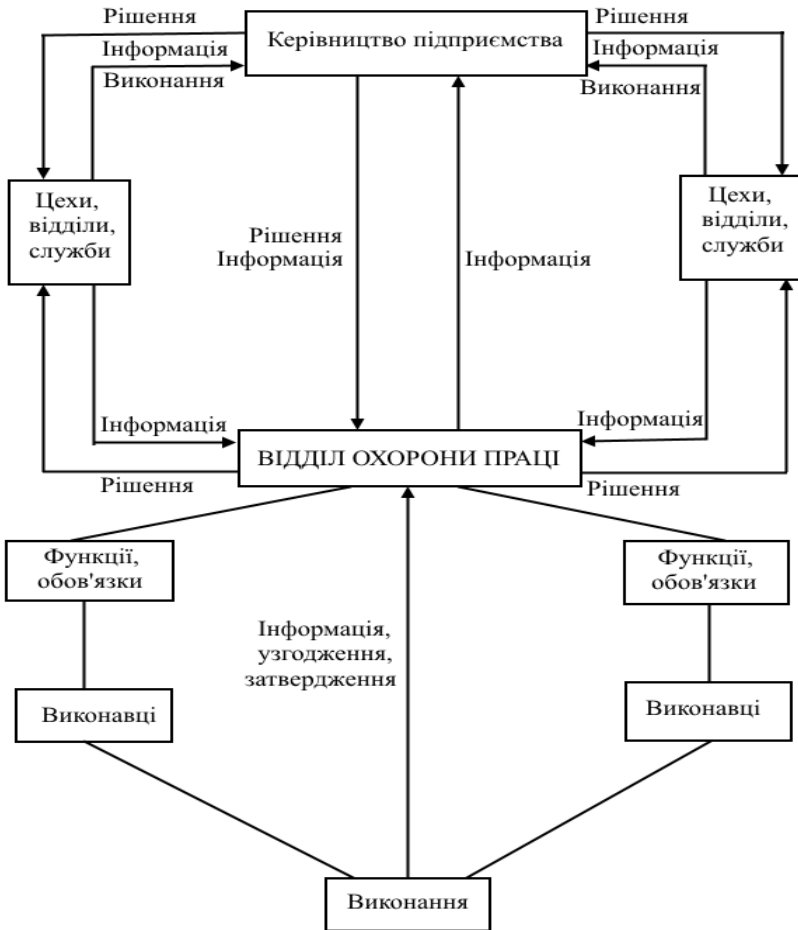 Рішення
Керівництво підприємства
Рішення
Інформація
Інформація
Виконання
Виконання
Цехи,
відділи,
служби
Цехи,
відділи,
служби
Рішення
Інформація
Інформація
Інформація
Інформація
ВІДДІЛ ОХОРОНИ ПРАЦІ
Рішення
Рішення
Функції,
обов'язки
Функції,
обов'язки
Інформація,
узгодження,
затвердження
Виконавці
Виконавці
Виконання